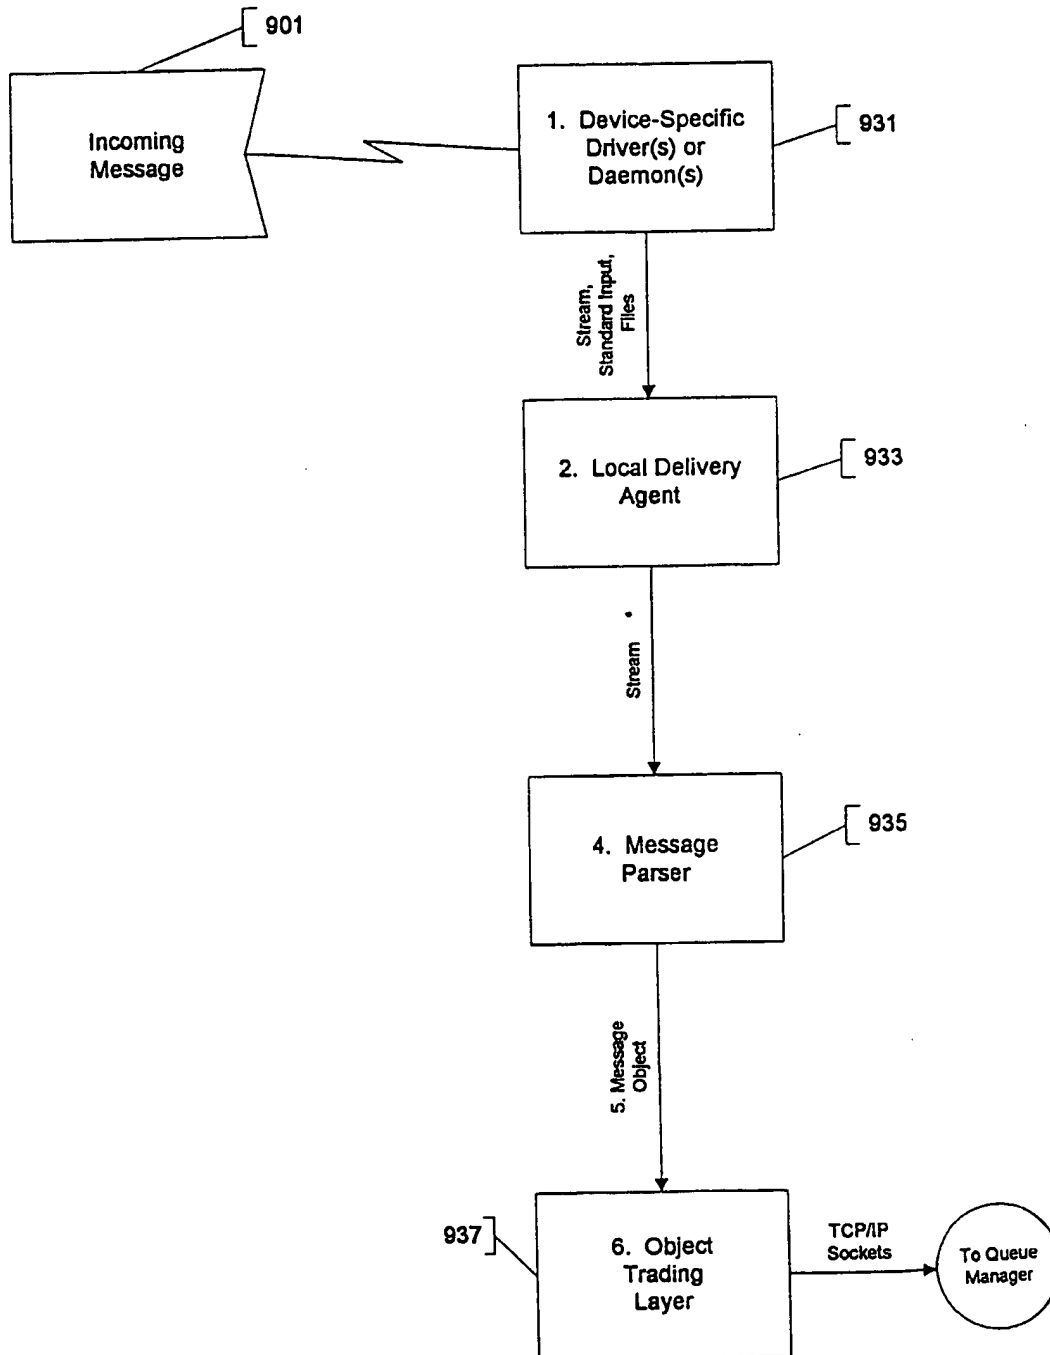 901
Incoming
Message
1. Device-Specific
Driver(s) or
Daemon(s)
931
Stream,
Standard Input,
Files
2. Local Delivery
Agent
933
Stream
4. Message
Parser
935
5. Message
Object
937
6. Object
Trading
Layer
TCP/IP
Sockets
To Queue
Manager